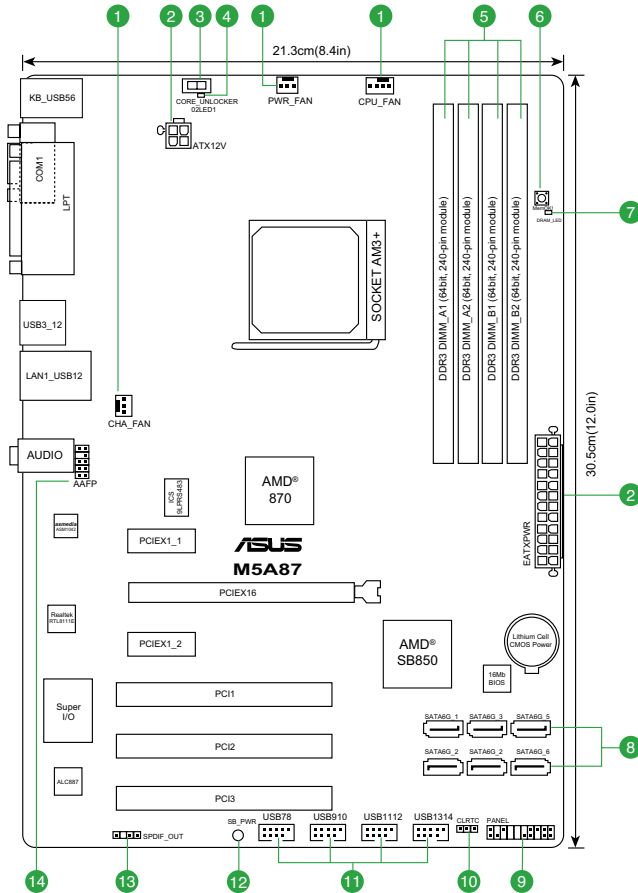 1
2
3
4
1
1
5
6
21.3cm(8.4in)
KB_USB56
CORE_UNLOCKER
02LED1
PWR_FAN
CPU_FAN
ATX12V
COM1
LPT
MemOK!
7
DRAM_LED
SOCKET AM3+
DDR3 DIMM_A1 (64bit, 240-pin module)
DDR3 DIMM_A2 (64bit, 240-pin module)
DDR3 DIMM_B1 (64bit, 240-pin module)
DDR3 DIMM_B2 (64bit, 240-pin module)
USB3_12
LAN1_USB12
CHA_FAN
30.5cm(12.0in)
AUDIO
AAFP
ICS
9LPRS483
AMD®
870
2
EATXPWR
asmedia
ASM1042
PCIEX1_1
ASUS
M5A87
PCIEX16
Realtek
RTL8111E
PCIEX1_2
AMD®
SB850
Lithium Cell
CMOS Power
16Mb
BIOS
Super
I/O
PCI1
SATA6G_1
SATA6G_3
SATA6G_5
PCI2
8
SATA6G_2
SATA6G_2
SATA6G_6
ALC887
PCI3
SPDIF_OUT
SB_PWR
USB78
USB910
USB1112
USB1314
CLRTC
PANEL
14
13
12
11
10
9